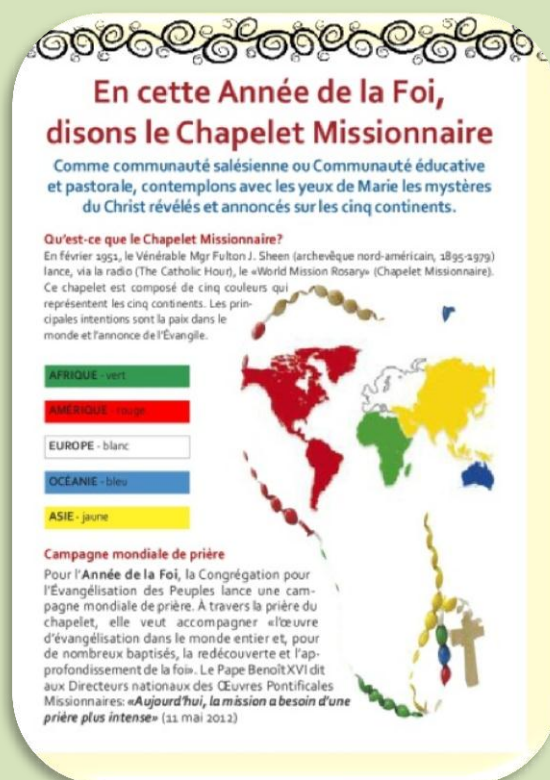 En cette Année de la Foi,
disons le Chapelet Missionnaire
Comme communauté salésienne ou Communauté éducative
et pastorale, contemplons avec les yeux de Marie les mystères
du Christ révélés et annoncés sur les cinq continents.
Qu'est-ce que le Chapelet Missionnaire?
En février 1951, le Vénérable Mgr Fulton J. Sheen (archevêque nord-américain, 1895-1979)
lance, via la radio (The Catholic Hour), le «World Mission Rosary» (Chapelet Missionnaire).
Ce chapelet est composé de cinq couleurs qui
représentent les cinq continents. Les prin-
cipales intentions sont la paix dans le
monde et l'annonce de l'Évangile.
AFRIQUE - vert
AMÉRIQUE - rouge
EUROPE - blanc
OCÉANIE - bleu
ASIE - jaune
Campagne mondiale de prière
Pour l'Année de la Foi, la Congrégation pour
l'Évangélisation des Peuples lance une cam-
pagne mondiale de prière. À travers la prière du
chapelet, elle veut accompagner «l'œuvre
d'évangélisation dans le monde entier et, pour
de nombreux baptisés, la redécouverte et l'ap-
profondissement de la foi». Le Pape Benoît XVI dit
aux Directeurs nationaux des Œuvres Pontificales
Missionnaires: «Aujourd'hui, la mission a besoin d'une
prière plus intense» (11 mai 2012)